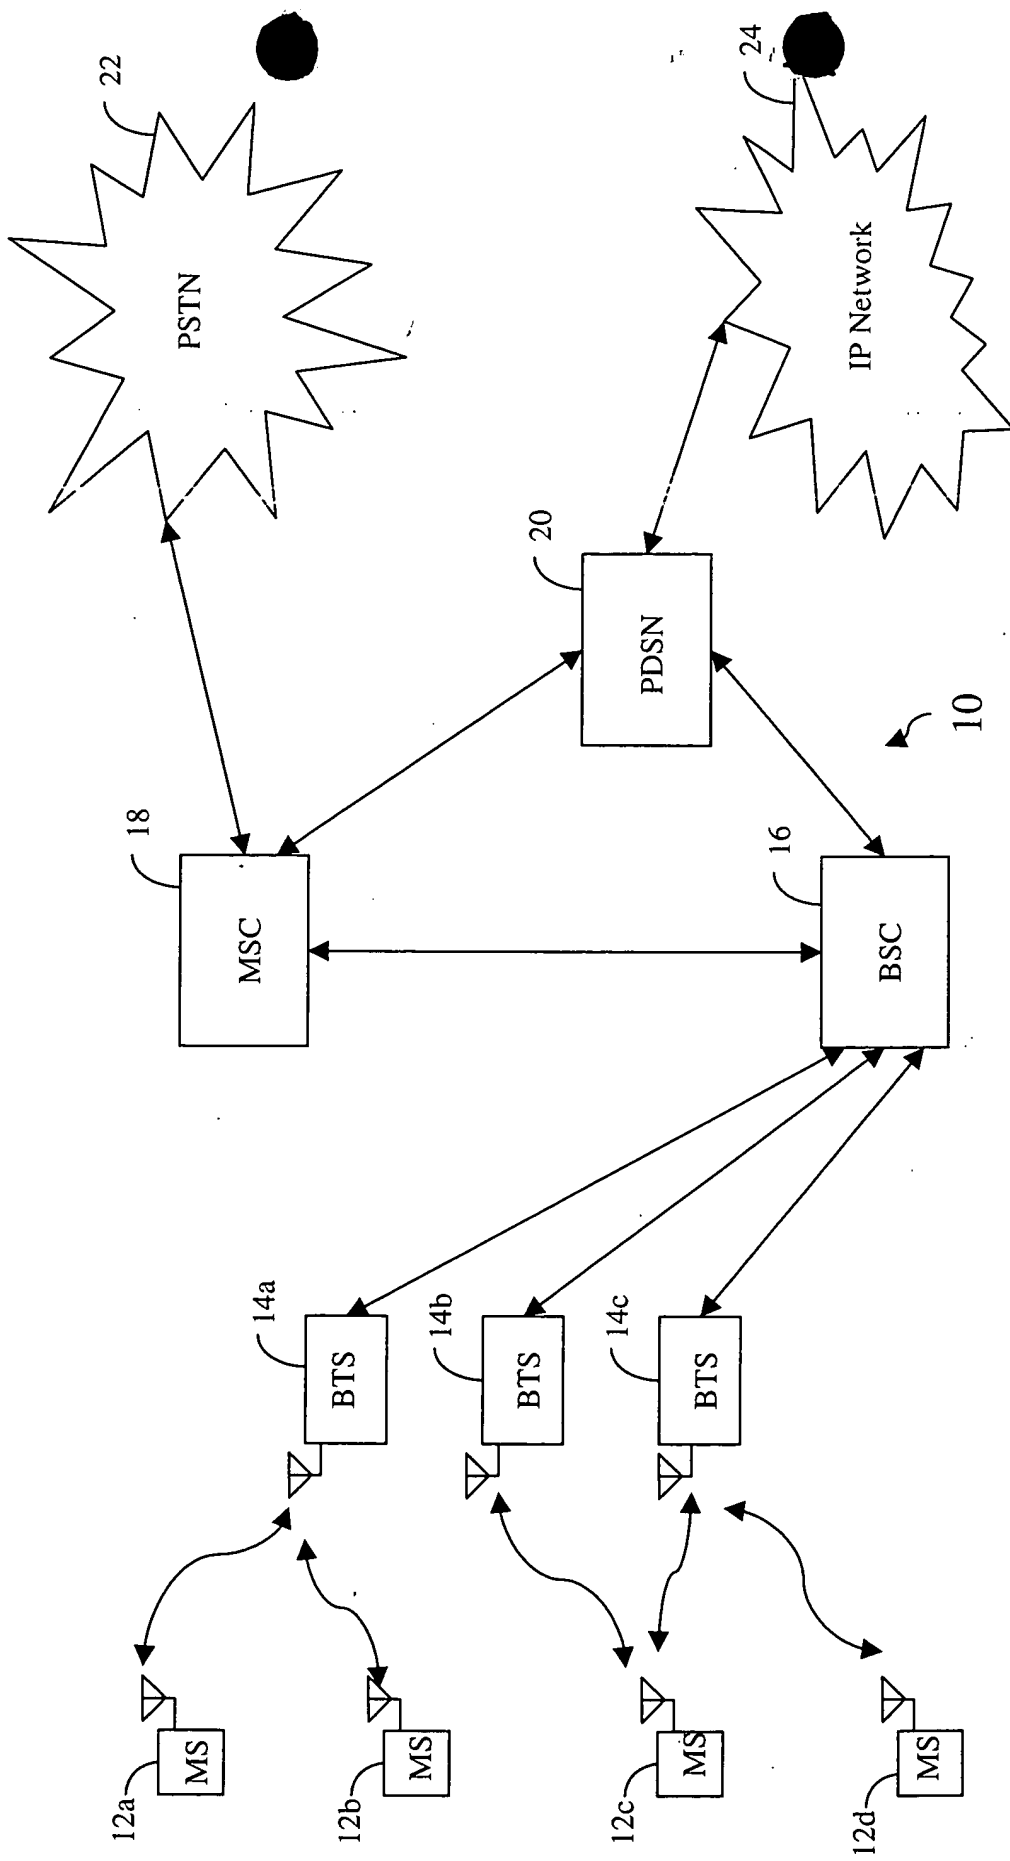 12a
MS
12b
MS
12c
MS
12d
MS
14a
BTS
14b
BTS
14c
BTS
18
MSC
16
BSC
10
20
PDSN
22
PSTN
24
IP Network